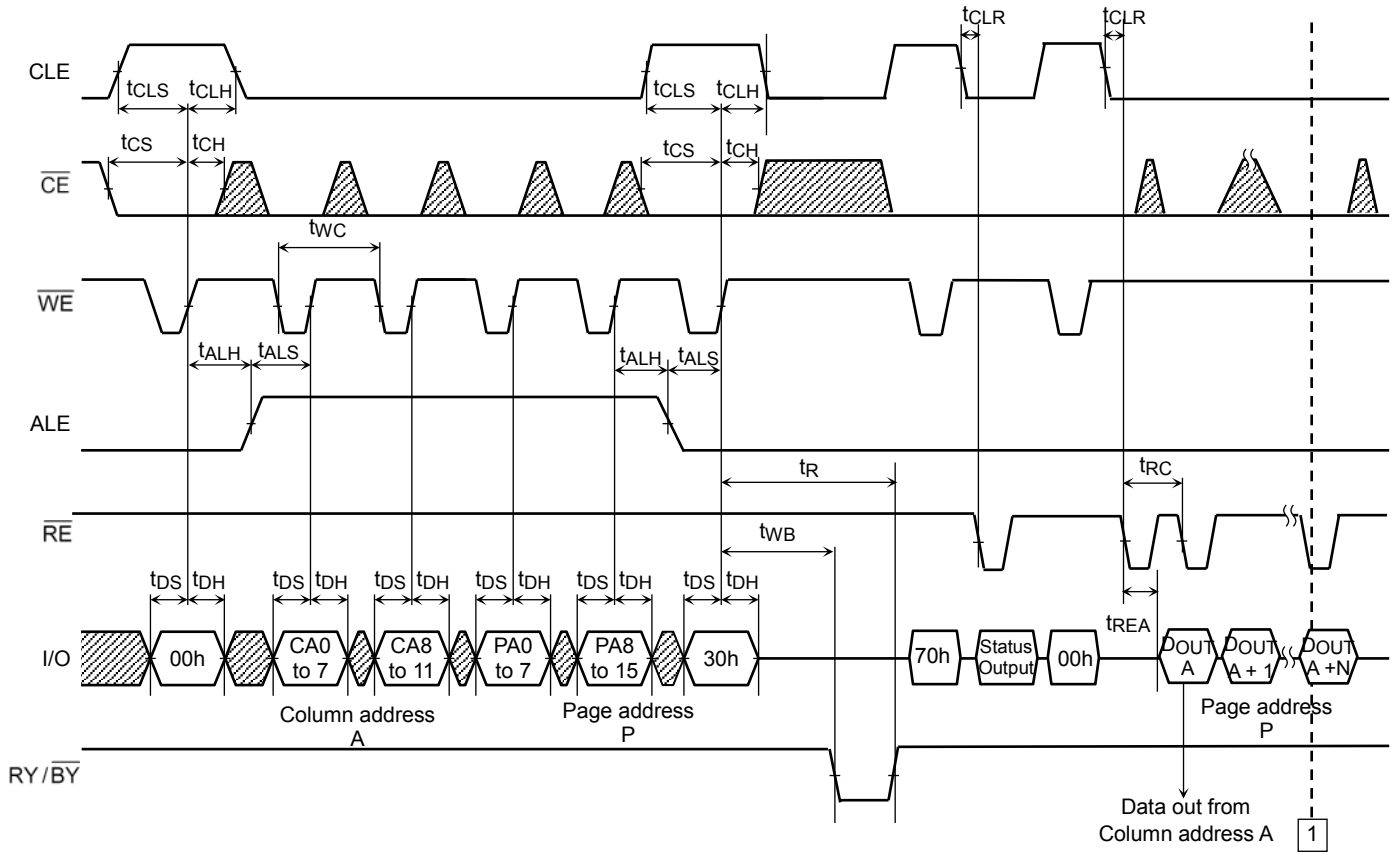 tCLR tCLR
CLE
tCLS tCLH tCLS tCLH
tCS tCH tCS tCH
CE
tWC
WE
tALH tALS tALH tALS
ALE
tR
tRC
RE
tWB
tDS tDH tDS tDH tDS tDH tDS tDH tDS tDH tDS tDH
tREA
I/O
00h
CA0
to 7
CA8
to 11
PA0
to 7
PA8
to 15
30h
70h
Status
Output
00h
DOUT
A
DOUT
A + 1
DOUT
A +N
Column address
A
Page address
P
Page address
P
RY / BY
Data out from
Column address A
1